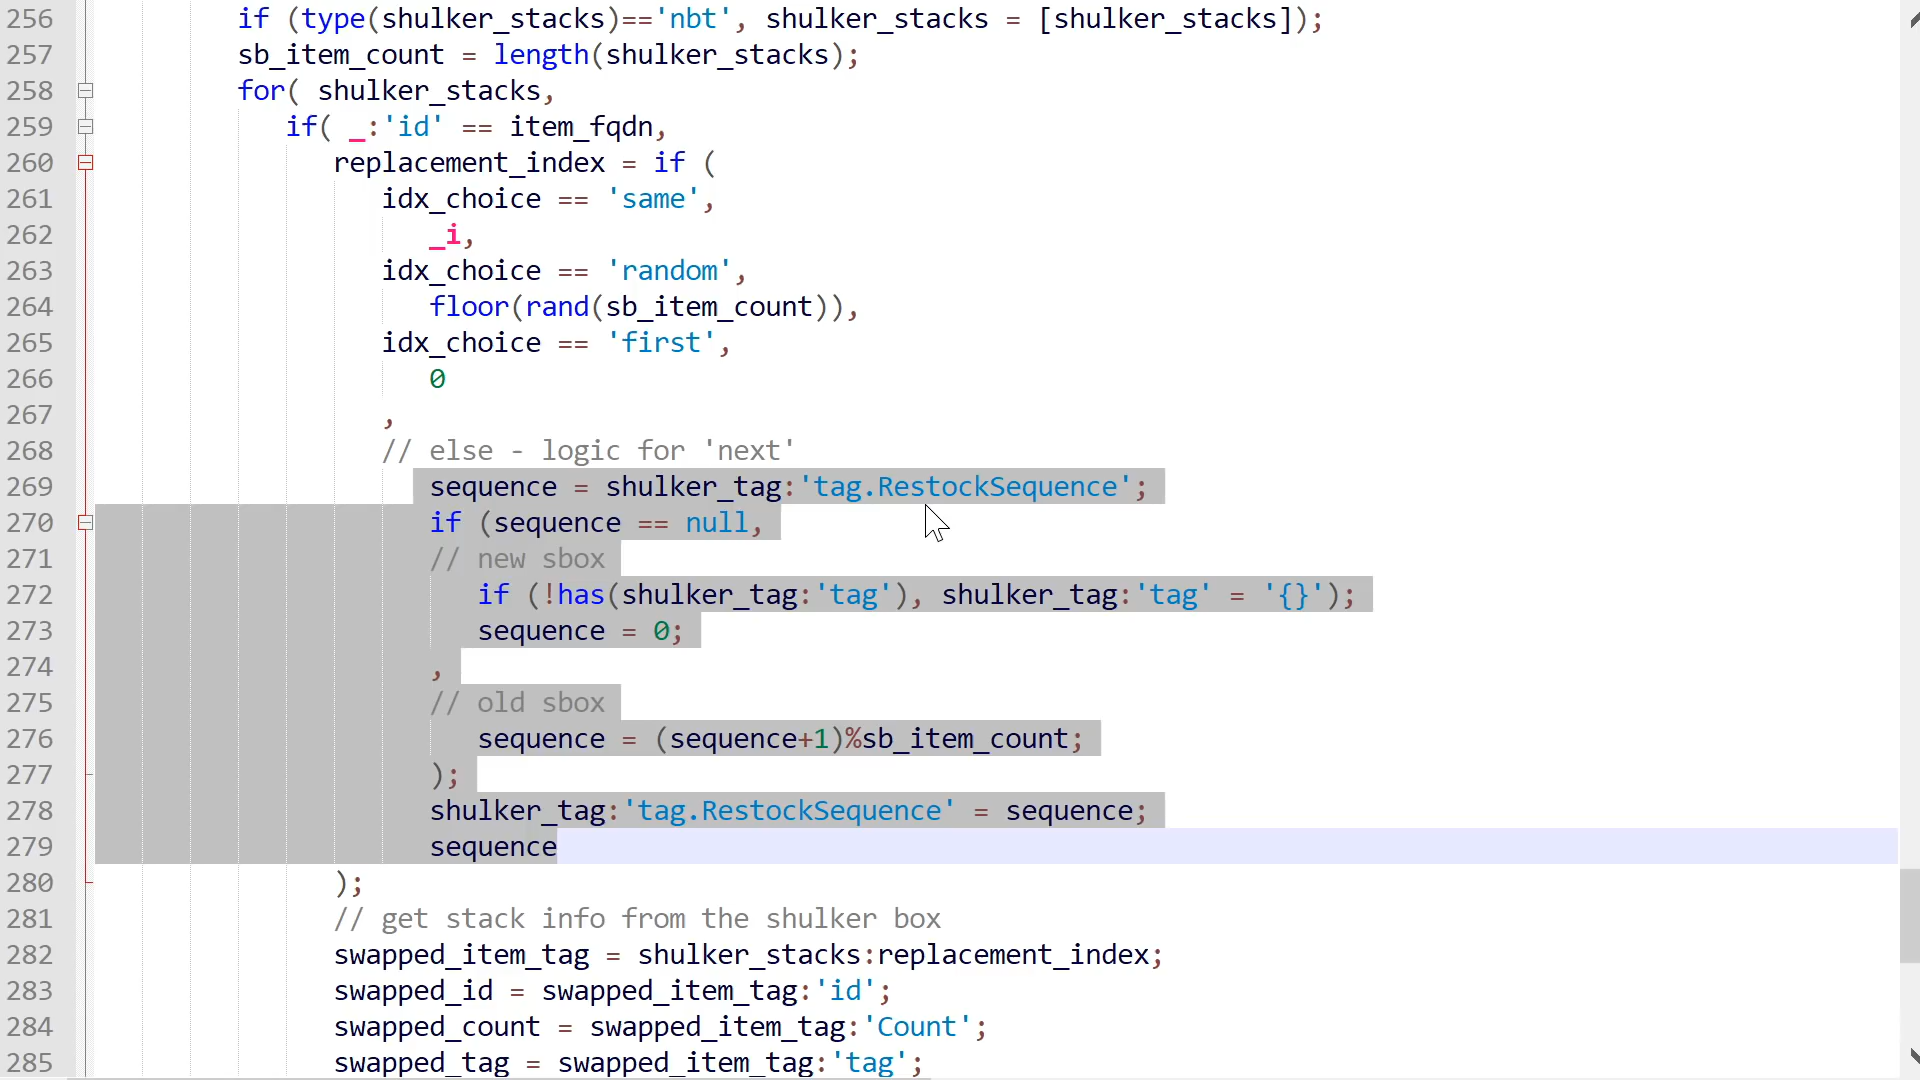 256 if (type(shulker_stacks)=='nbt', shulker_stacks = [shulker_stacks]);
257 sb_item_count = length(shulker_stacks);
258 for( shulker_stacks,
259 if( _:'id' == item_fqdn,
260 replacement_index = if (
261 idx_choice == 'same',
262 _i,
263 idx_choice == 'random',
264 floor(rand(sb_item_count)),
265 idx_choice == 'first',
266 0
267 ,
268 // else - logic for 'next'
269 sequence = shulker_tag:'tag.RestockSequence';
270 if (sequence == null,
271 // new sbox
272 if (!has(shulker_tag:'tag'), shulker_tag:'tag' = '{}');
273 sequence = 0;
274 ,
275 // old sbox
276 sequence = (sequence+1)%sb_item_count;
277 );
278 shulker_tag:'tag.RestockSequence' = sequence;
279 sequence
280 );
281 // get stack info from the shulker box
282 swapped_item_tag = shulker_stacks:replacement_index;
283 swapped_id = swapped_item_tag:'id';
284 swapped_count = swapped_item_tag:'Count';
285 swapped_tag = swapped_item_tag:'tag';